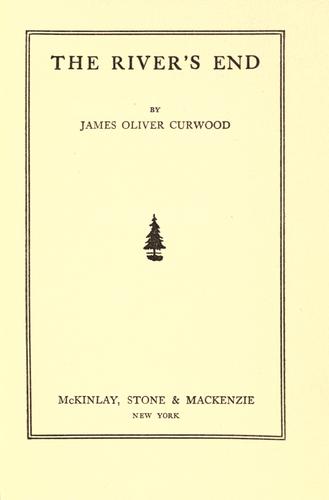 THE RIVER'S END
BY
JAMES OLIVER CURWOOD
McKINLAY, STONE & MACKENZIE
NEW YORK